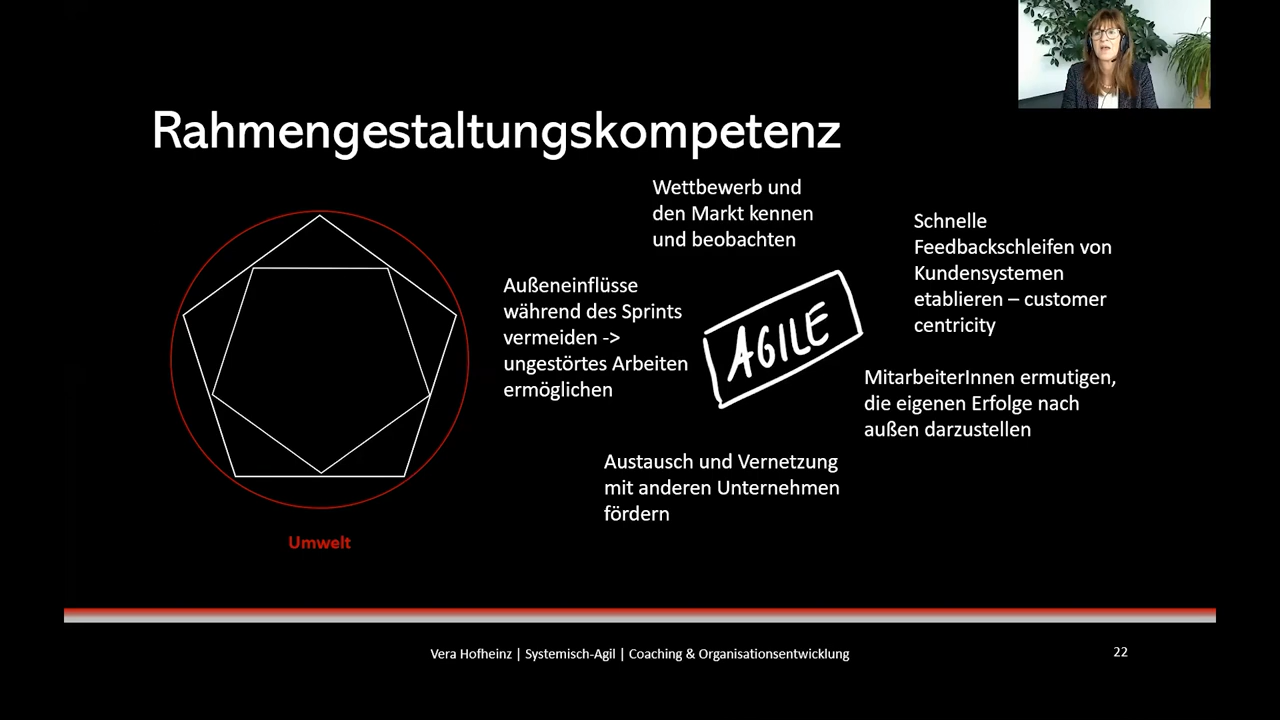 Rahmengestaltungskompetenz
Wettbewerb und
den Markt kennen
und beobachten
Schnelle
Feedbackschleifen von
Kundensystemen
etablieren – customer
centricity
Außeneinflüsse
während des Sprints
vermeiden ->
ungestörtes Arbeiten
ermöglichen
AGILE
MitarbeiterInnen ermutigen,
die eigenen Erfolge nach
außen darzustellen
Austausch und Vernetzung
mit anderen Unternehmen
fördern
Umwelt
Vera Hofheinz | Systemisch-Agil | Coaching & Organisationsentwicklung
22